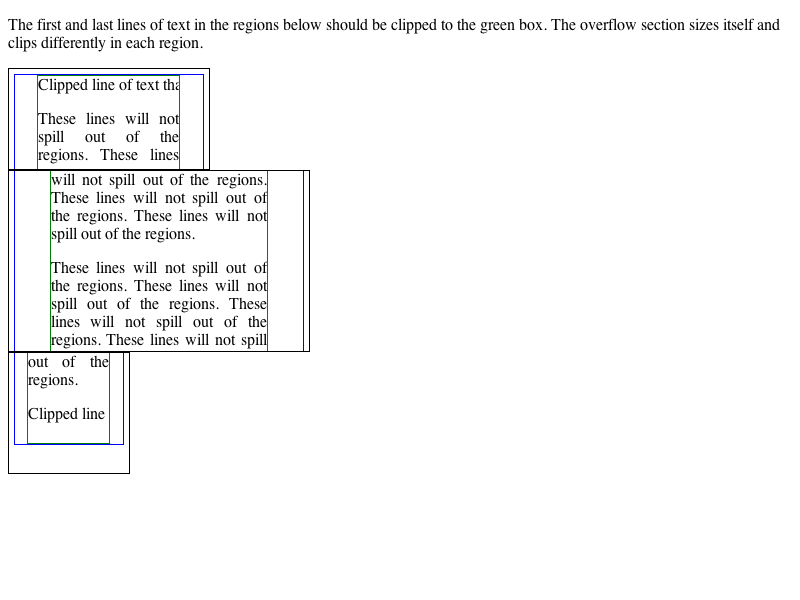 The first and last lines of text in the regions below should be clipped to the green box. The overflow section sizes itself and
clips differently in each region.
Clipped line of text tha
These lines will not
spill out of the
regions. These lines
will not spill out of the regions.
These lines will not spill out of
the regions. These lines will not
spill out of the regions.
These lines will not spill out of
the regions. These lines will not
spill out of the regions. These
lines will not spill out of the
regions. These lines will not spill
out of the
regions.
Clipped line